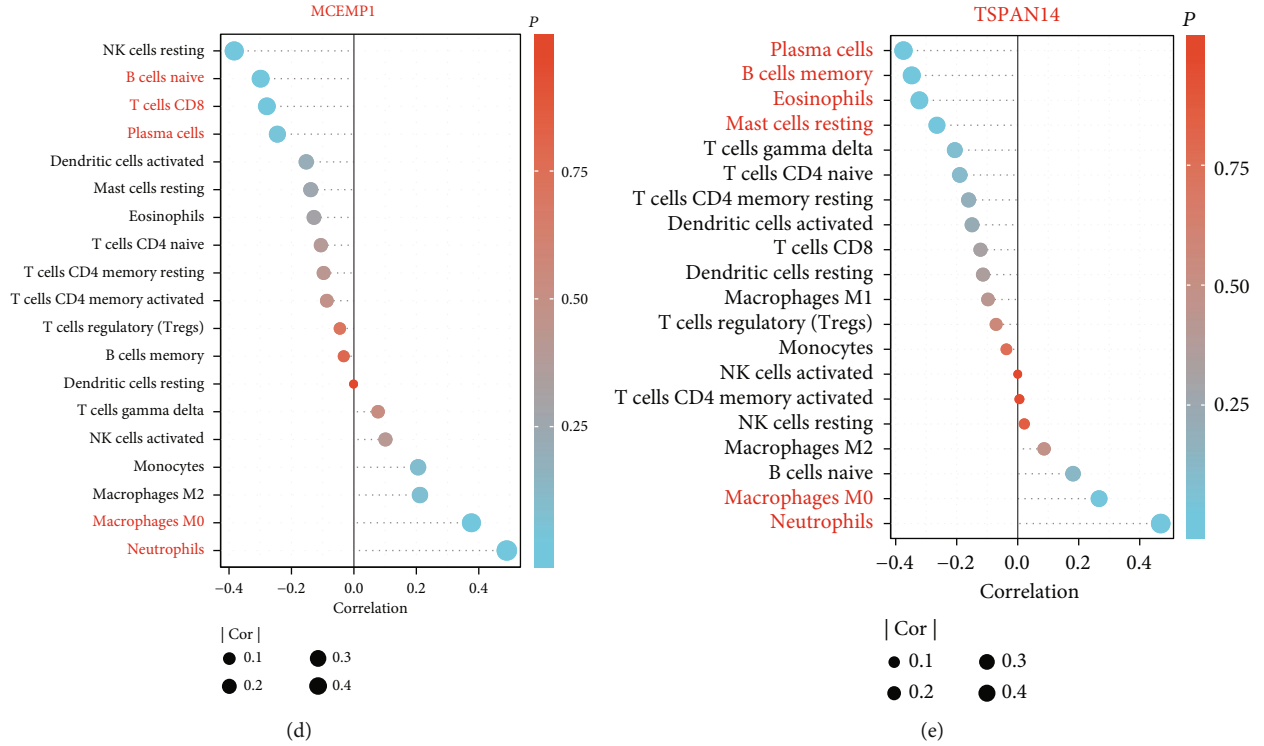 MCEMP1
P
NK cells resting
B cells naive
T cells CD8
Plasma cells
Dendritic cells activated
Mast cells resting
Eosinophils
T cells CD4 naive
T cells CD4 memory resting
T cells CD4 memory activated
T cells regulatory (Tregs)
B cells memory
Dendritic cells resting
T cells gamma delta
NK cells activated
Monocytes
Macrophages M2
Macrophages M0
Neutrophils
0.75
0.50
0.25
−0.4 −0.2 0.0 0.2 0.4
Correlation
| Cor |
0.1 0.3
0.2 0.4
(d)
TSPAN14
P
Plasma cells
B cells memory
Eosinophils
Mast cells resting
T cells gamma delta
T cells CD4 naive
T cells CD4 memory resting
Dendritic cells activated
T cells CD8
Dendritic cells resting
Macrophages M1
T cells regulatory (Tregs)
Monocytes
NK cells activated
T cells CD4 memory activated
NK cells resting
Macrophages M2
B cells naive
Macrophages M0
Neutrophils
0.75
0.50
0.25
−0.4 −0.2 0.0 0.2 0.4
Correlation
| Cor |
0.1 0.3
0.2 0.4
(e)